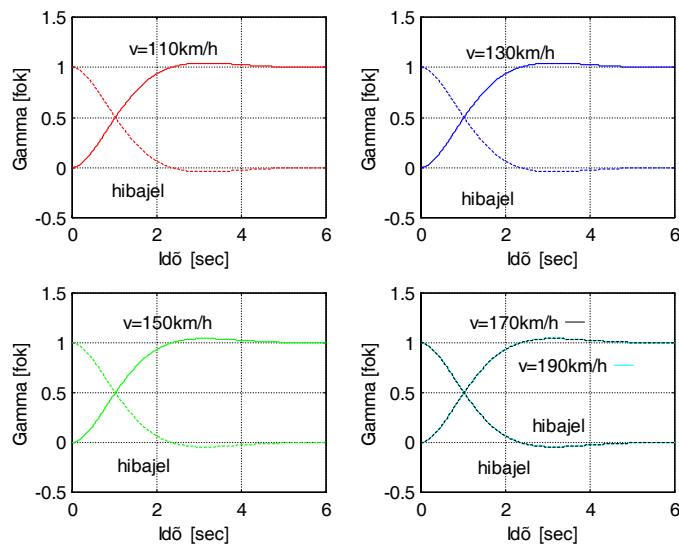 1.5
v=110km/h
1
Gamma [fok]
0.5
0
hibajel
-0.5
0 2 4 6
Idõ [sec]
1.5
v=130km/h
1
Gamma [fok]
0.5
0
hibajel
-0.5
0 2 4 6
Idõ [sec]
1.5
v=150km/h
1
Gamma [fok]
0.5
0
hibajel
-0.5
0 2 4 6
Idõ [sec]
1.5
v=170km/h
1
v=190km/h
Gamma [fok]
0.5
hibajel
0
hibajel
-0.5
0 2 4 6
Idõ [sec]